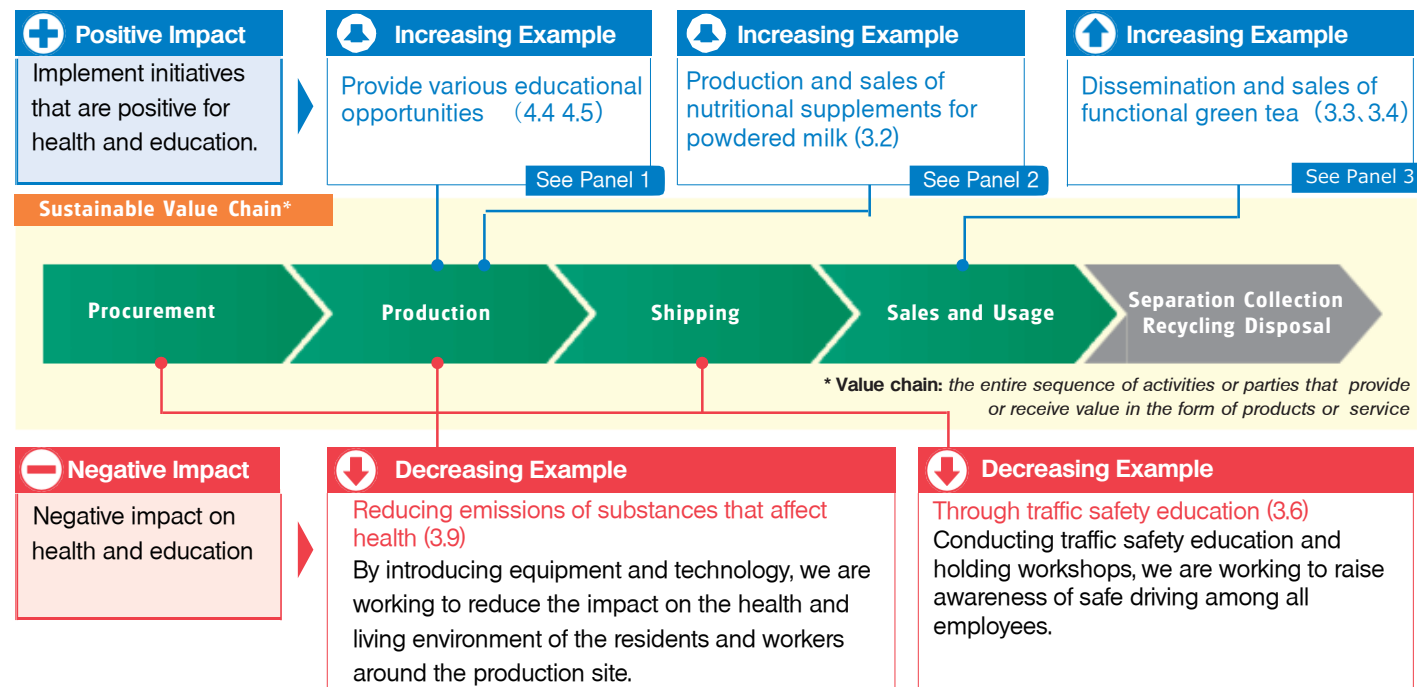 Positive Impact
Implement initiatives
that are positive for
health and education.
Increasing Example
Provide various educational
opportunities （4.4 4.5）
See Panel 1
Increasing Example
Production and sales of
nutritional supplements for
powdered milk (3.2)
See Panel 2
Increasing Example
Dissemination and sales of
functional green tea（3.3、3.4）
See Panel 3
Sustainable Value Chain*
Procurement
Production
Shipping
Sales and Usage
Separation Collection
Recycling Disposal
* Value chain: the entire sequence of activities or parties that provide
or receive value in the form of products or service
Negative Impact
Negative impact on
health and education
Decreasing Example
Reducing emissions of substances that affect
health (3.9)
By introducing equipment and technology, we are
working to reduce the impact on the health and
living environment of the residents and workers
around the production site.
Decreasing Example
Through traffic safety education (3.6)
Conducting traffic safety education and
holding workshops, we are working to raise
awareness of safe driving among all
employees.